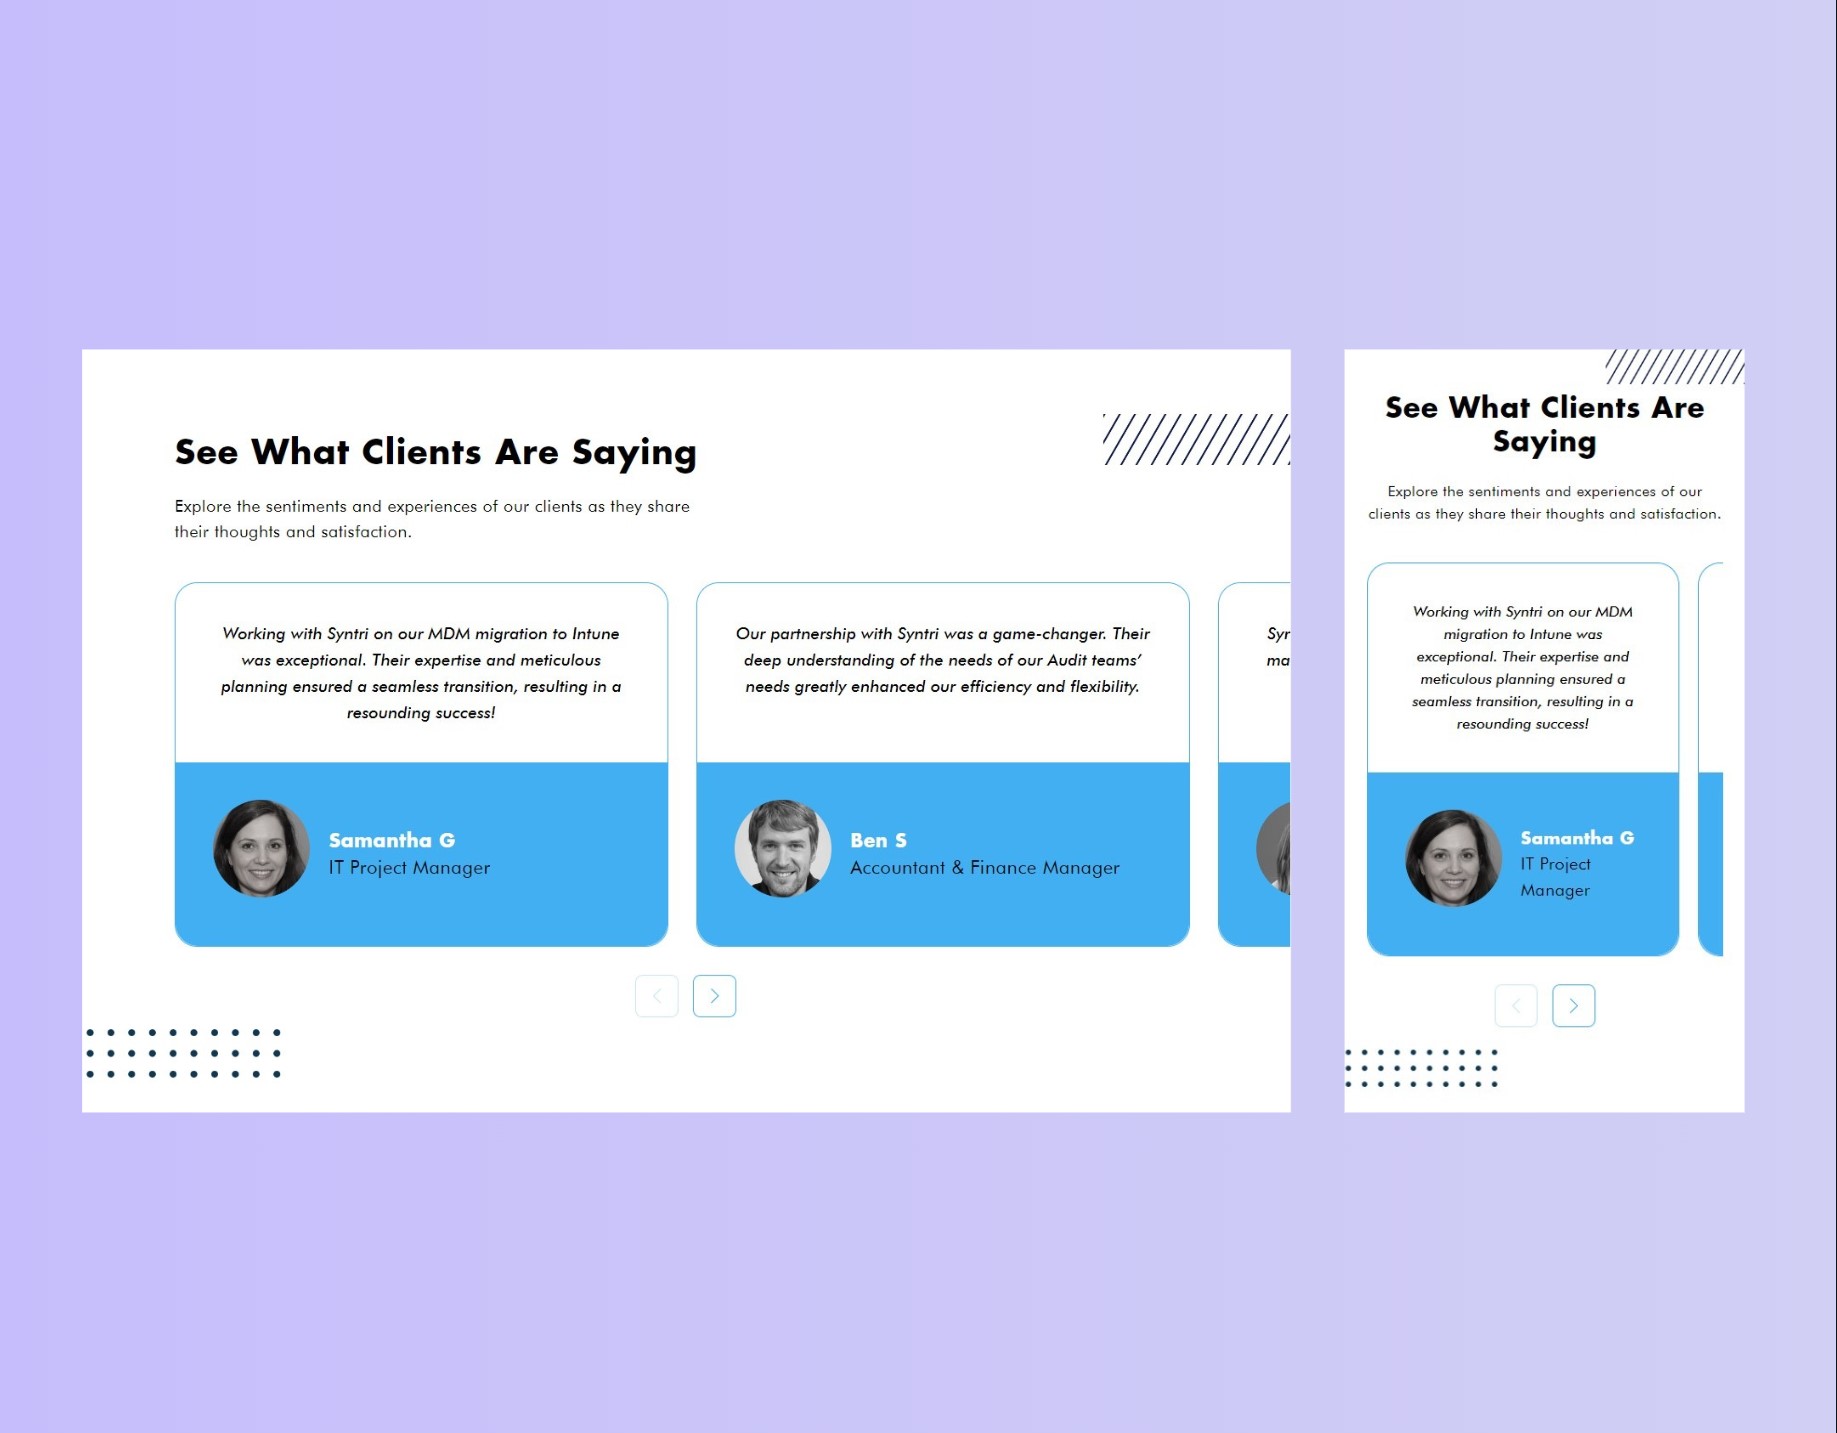 See What Clients Are Saying
Explore the sentiments and experiences of our clients as they share
their thoughts and satisfaction.
Working with Syntri on our MDM migration to Intune
was exceptional. Their expertise and meticulous
planning ensured a seamless transition, resulting in a
resounding success!
Samantha G
IT Project Manager
Our partnership with Syntri was a game-changer. Their
deep understanding of the needs of our Audit teams’
needs greatly enhanced our efficiency and flexibility.
Ben S
Accountant & Finance Manager
Syr
ma
See What Clients Are
Saying
Explore the sentiments and experiences of our
clients as they share their thoughts and satisfaction.
Working with Syntri on our MDM
migration to Intune was
exceptional. Their expertise and
meticulous planning ensured a
seamless transition, resulting in a
resounding success!
Samantha G
IT Project
Manager